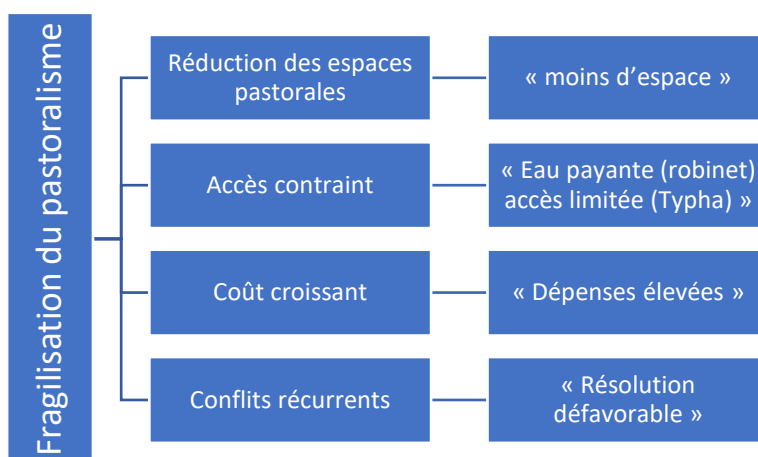 Fragilisation du pastoralisme
Réduction des espaces
pastorales
« moins d'espace »
Accès contraint
« Eau payante (robinet)
accès limitée (Typha) »
Coût croissant
« Dépenses élevées »
Conflits récurrents
« Résolution
défavorable »